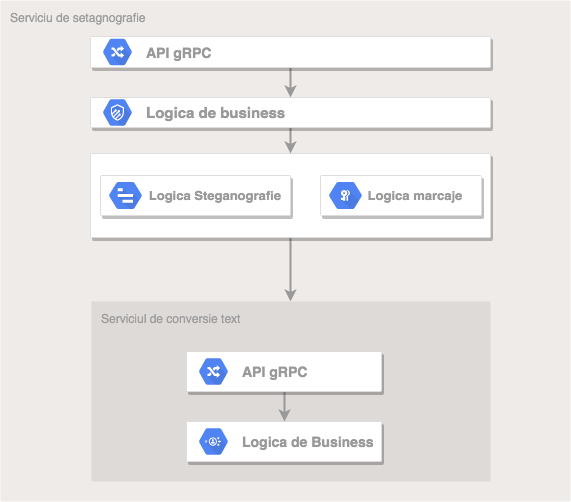 Serviciu de setagnografie
API gRPC
Logica de business
Logica Steganografie
Logica marcaje
Serviciul de conversie text
API gRPC
Logica de Business